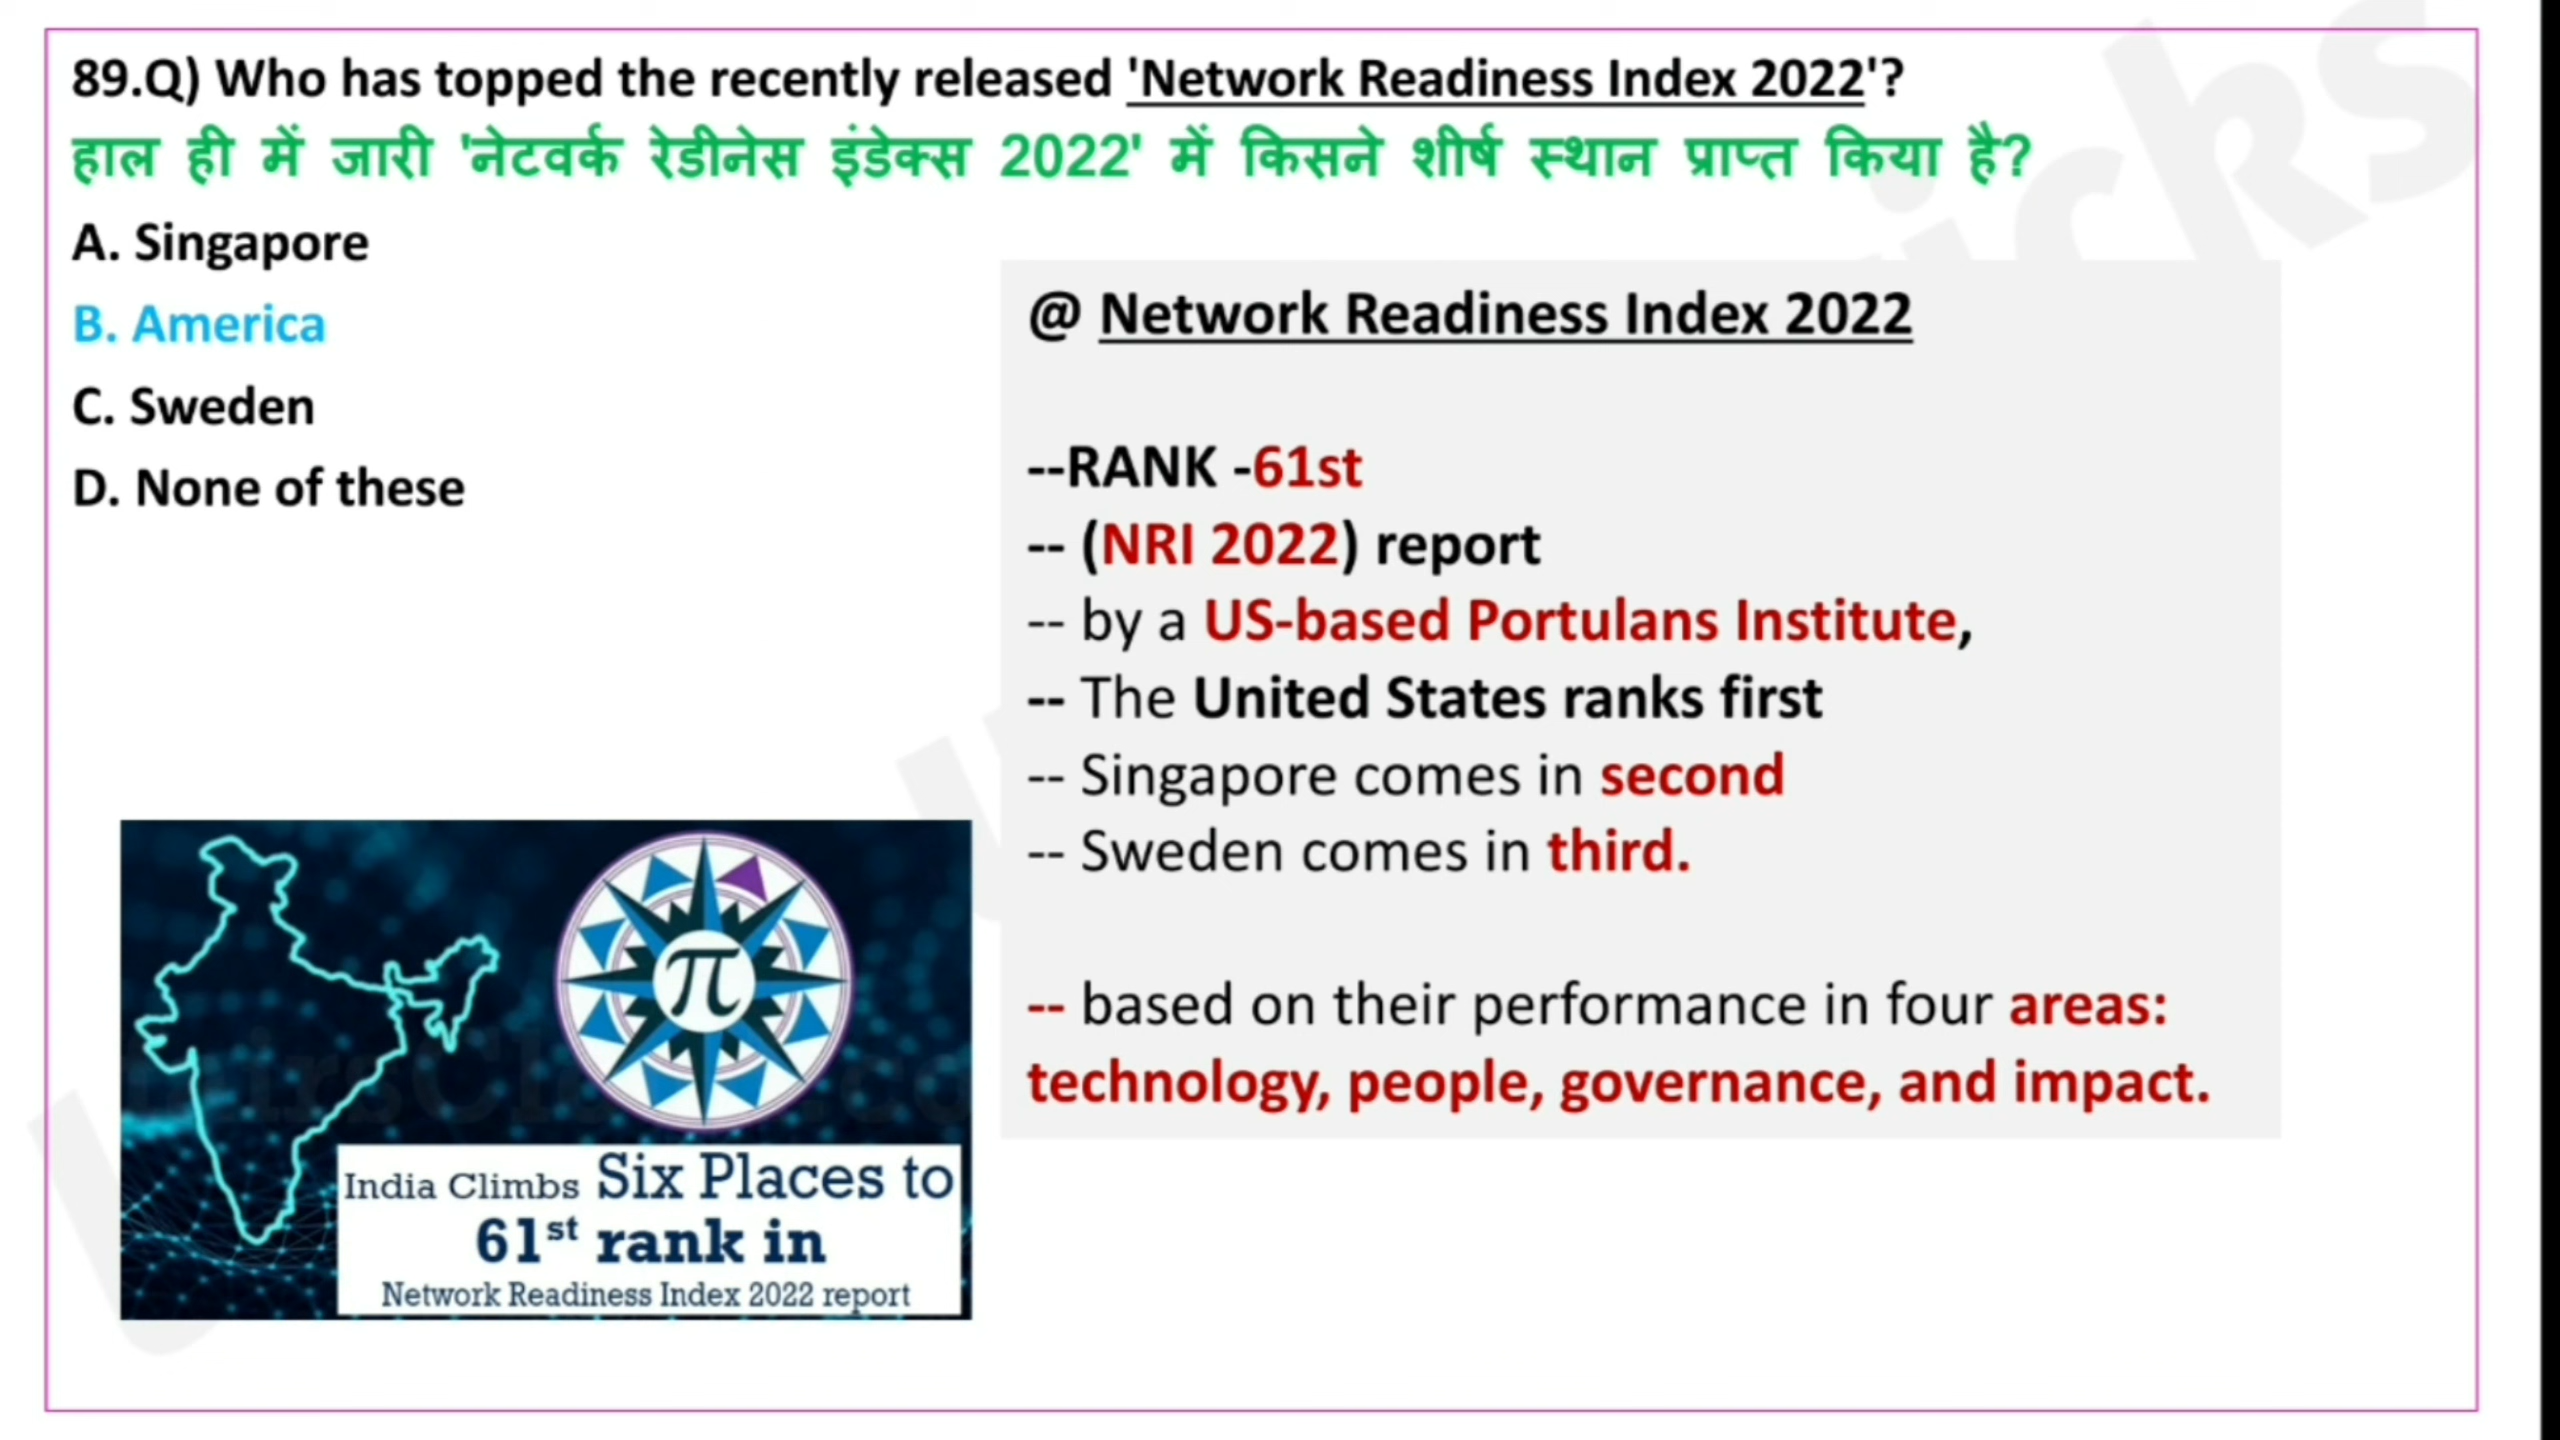 89.Q) Who has topped the recently released 'Network Readiness Index 2022'?
हाल ही में जारी 'नेटवर्क रेडीनेस इंडेक्स 2022' में किसने शीर्ष स्थान प्राप्त किया है?
A. Singapore
B. America
C. Sweden
D. None of these
@ Network Readiness Index 2022
--RANK -61st
-- (NRI 2022) report
-- by a US-based Portulans Institute,
-- The United States ranks first
-- Singapore comes in second
-- Sweden comes in third.
-- based on their performance in four areas:
technology, people, governance, and impact.
π
India Climbs Six Places to
61st rank in
Network Readiness Index 2022 report